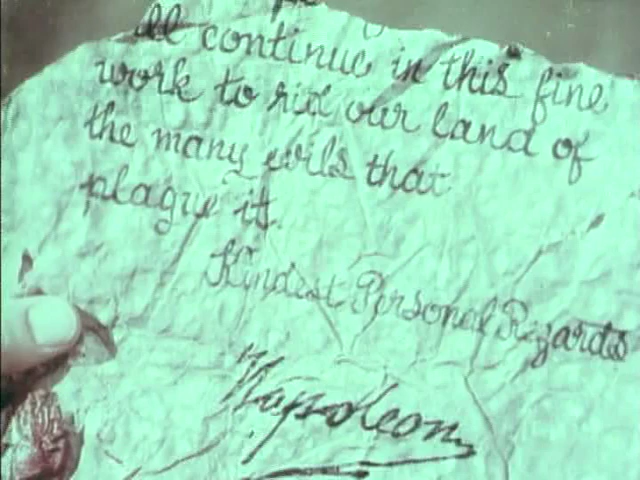 ll continue in this fine
work to rid our land of
the many evils that
plague it.
Kindest Personal Regards
Napoleon